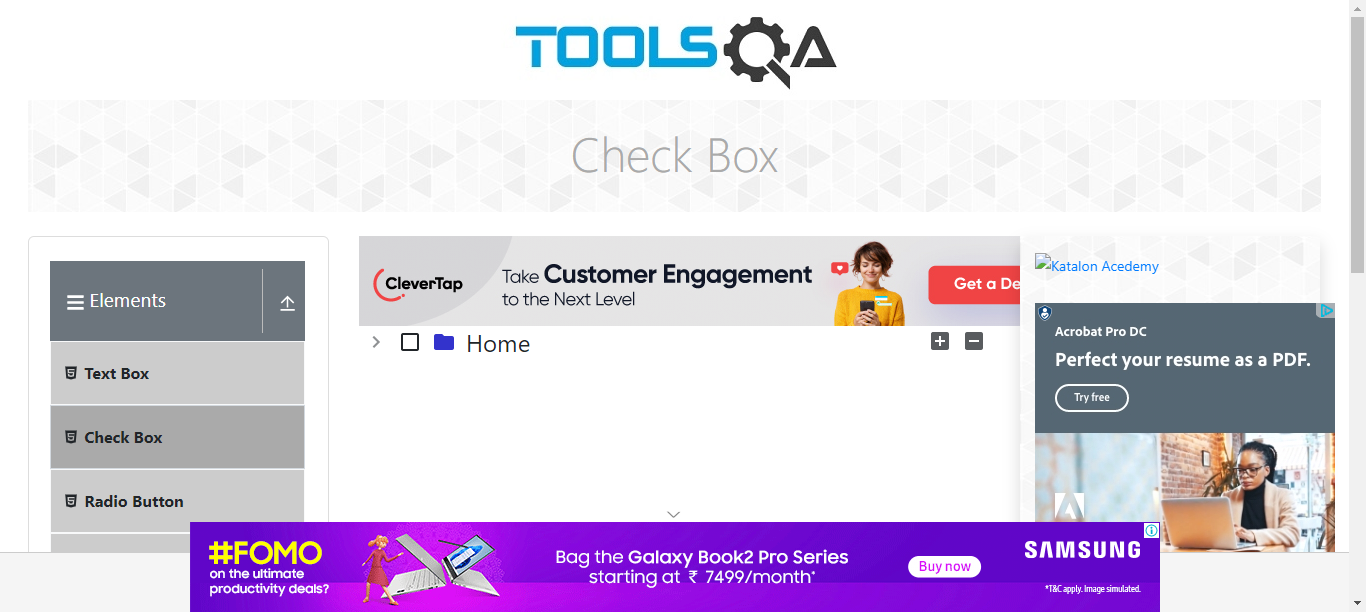 TOOLSQA
Check Box
Elements
Text Box
Check Box
Radio Button
CleverTap
Take Customer Engagement
to the Next Level
Get a De
Home
Katalon Acedemy
Acrobat Pro DC
Perfect your resume as a PDF.
Try free
#FOMO
on the ultimate
productivity deals?
Bag the Galaxy Book2 Pro Series
starting at ₹ 7499/month*
Buy now
SAMSUNG
*T&C apply. Image simulated.